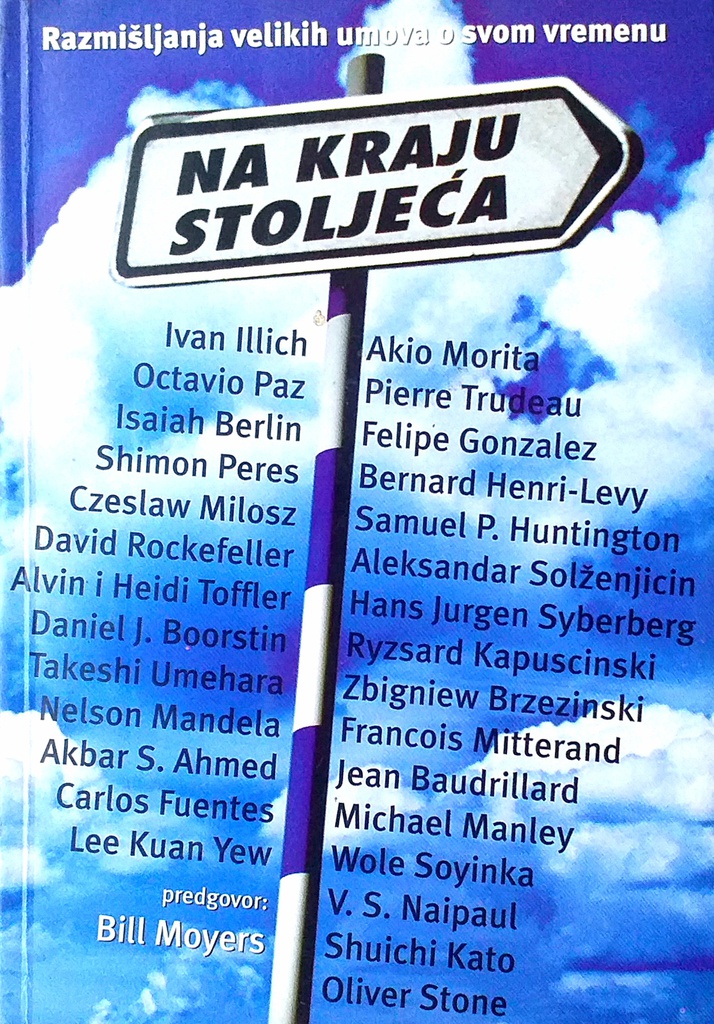 Razmišljanja velikih umova o svom vremenu
NA KRAJU
STOLJEĆA
Ivan Illich
Octavio Paz
Isaiah Berlin
Shimon Peres
Czeslaw Milosz
David Rockefeller
Alvin i Heidi Toffler
Daniel J. Boorstin
Takeshi Umehara
Nelson Mandela
Akbar S. Ahmed
Carlos Fuentes
Lee Kuan Yew
predgovor:
Bill Moyers
Akio Morita
Pierre Trudeau
Felipe Gonzalez
Bernard Henri-Levy
Samuel P. Huntington
Aleksandar Solženjicin
Hans Jurgen Syberberg
Ryzsard Kapuscinski
Zbigniew Brzezinski
Francois Mitterand
Jean Baudrillard
Michael Manley
Wole Soyinka
V. S. Naipaul
Shuichi Kato
Oliver Stone